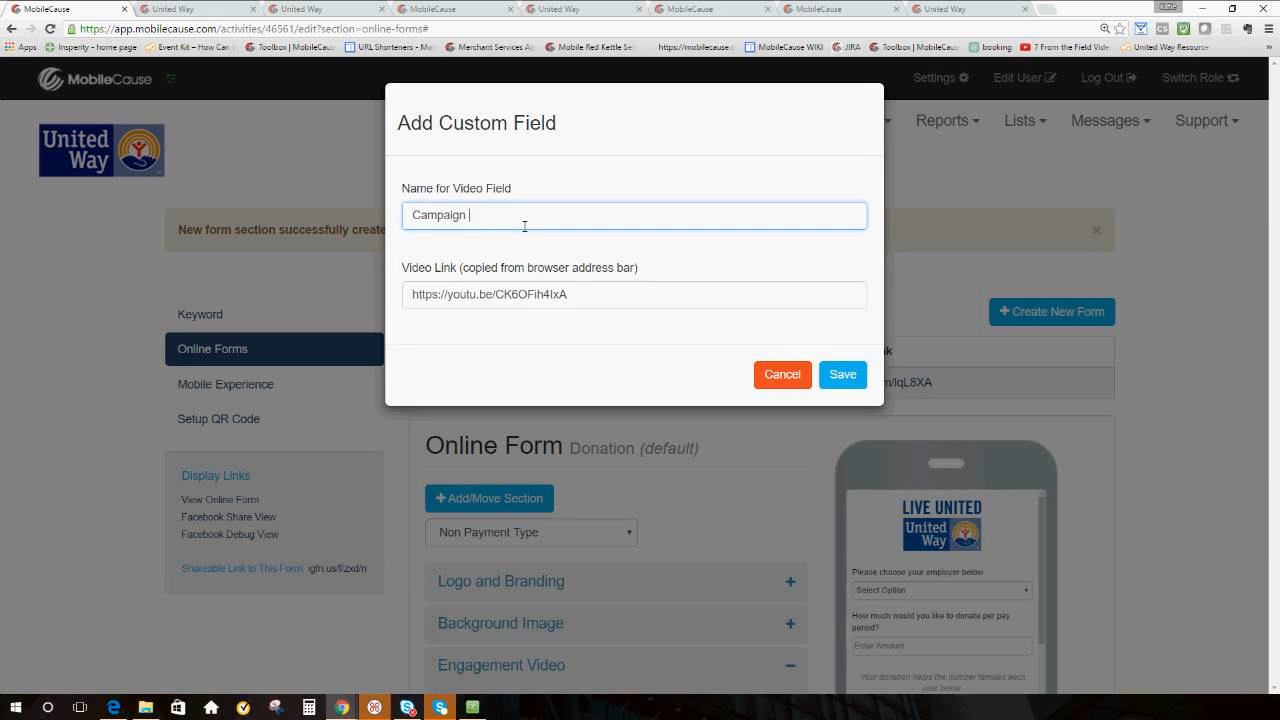 MobileCause
United Way
United Way
MobileCause
United Way
MobileCause
MobileCause
United Way
https://app.mobilecause.com/activities/46561/edit?section=online-forms#
Apps
Insperity - home page
Event Kit – How Can
Toolbox | MobileCaus
URL Shorteners - Mos
Merchant Services Ap
Mobile Red Kettle Set
https://mobilecause.c
MobileCause WIKI
JIRA
Toolbox | MobileCaus
booking
7 From the Field Vide
United Way Resource
MobileCause
Settings
Edit User
Log Out
Switch Role
United
Way
Reports
Lists
Messages
Support
Add Custom Field
Name for Video Field
Campaign
Video Link (copied from browser address bar)
https://youtu.be/CK6OFih4IxA
Cancel
Save
New form section successfully create
×
Keyword
Online Forms
Mobile Experience
Setup QR Code
+ Create New Form
nk
m/lqL8XA
Display Links
View Online Form
Facebook Share View
Facebook Debug View
Shareable Link to This Form: igfn.us/f/zxd/n
Online Form Donation (default)
+ Add/Move Section
Non Payment Type
Logo and Branding +
Background Image +
Engagement Video −
LIVE UNITED
United
Way
Please choose your employer below
Select Option
How much would you like to donate per pay
period?
Enter Amount
Your donation helps the number families each
year below